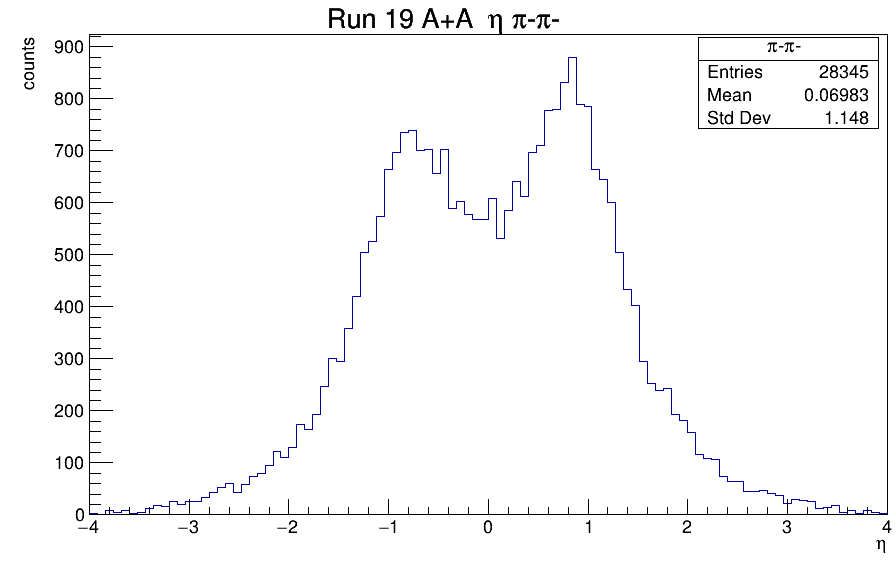 Run 19 A+A η π-π-
counts
π-π-
Entries 28345
Mean 0.06983
Std Dev 1.148
900
800
700
600
500
400
300
200
100
0
−4 −3 −2 −1 0 1 2 3 4
η